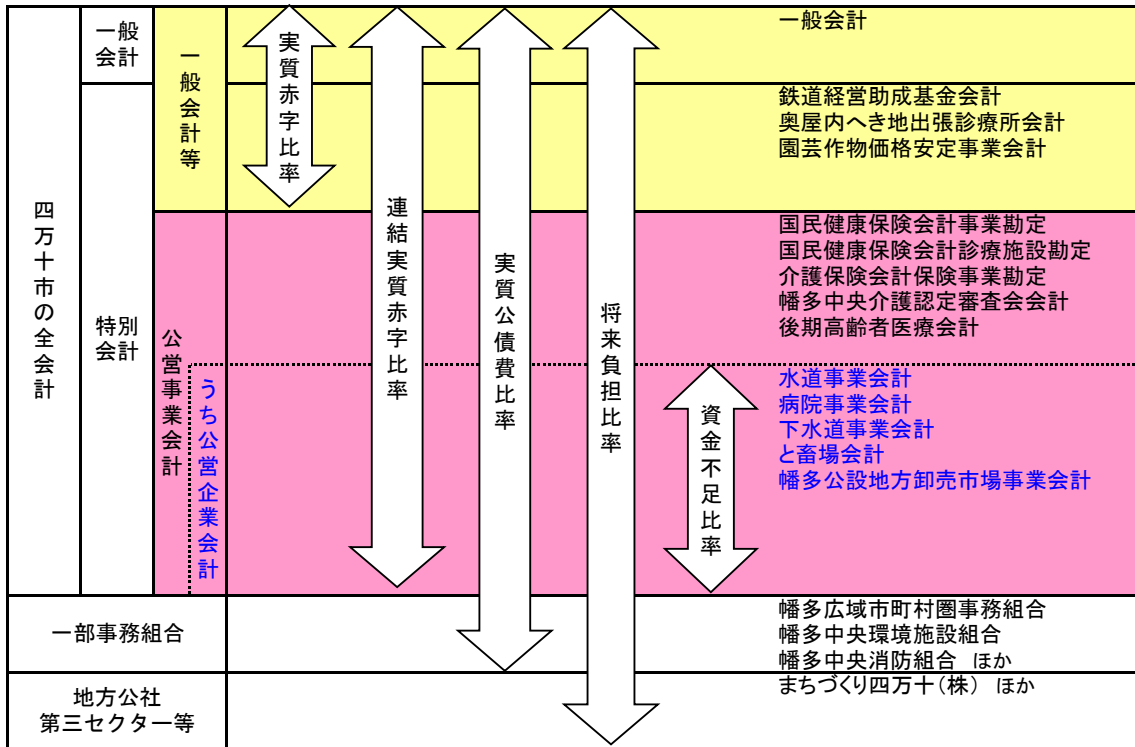 四万十市の全会計
一般
会計
特別
会計
一般会計等
公営事業会計
うち公営企業会計
実質赤字比率
連結実質赤字比率
実質公債費比率
将来負担比率
資金不足比率
一般会計
鉄道経営助成基金会計
奥屋内へき地出張診療所会計
園芸作物価格安定事業会計
国民健康保険会計事業勘定
国民健康保険会計診療施設勘定
介護保険会計保険事業勘定
幡多中央介護認定審査会会計
後期高齢者医療会計
水道事業会計
病院事業会計
下水道事業会計
と畜場会計
幡多公設地方卸売市場事業会計
一部事務組合
幡多広域市町村圏事務組合
幡多中央環境施設組合
幡多中央消防組合 ほか
地方公社
第三セクター等
まちづくり四万十(株) ほか